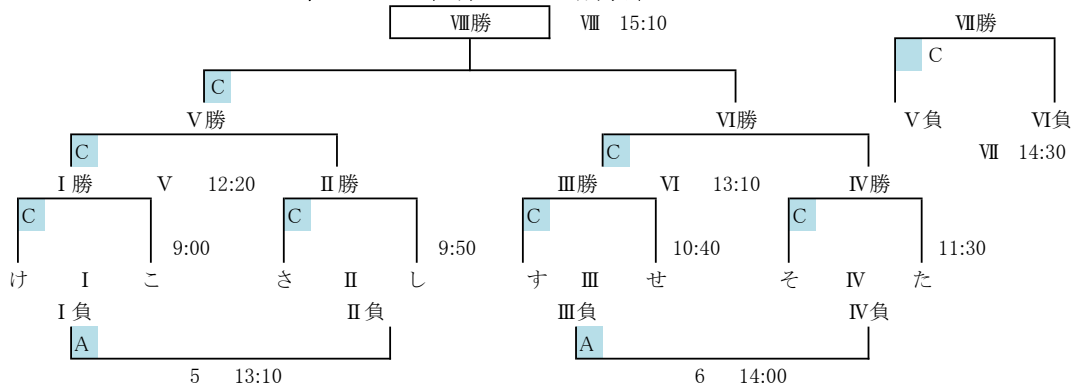 Ⅷ勝 Ⅷ 15:10 Ⅶ勝
C C
Ⅴ勝 Ⅵ勝 Ⅴ負 Ⅵ負
C C Ⅶ 14:30
Ⅰ勝 Ⅴ 12:20 Ⅱ勝 Ⅲ勝 Ⅵ 13:10 Ⅳ勝
C C C C
9:00 9:50 10:40 11:30
け Ⅰ こ さ Ⅱ し す Ⅲ せ そ Ⅳ た
Ⅰ負 Ⅱ負 Ⅲ負 Ⅳ負
A A
5 13:10 6 14:00